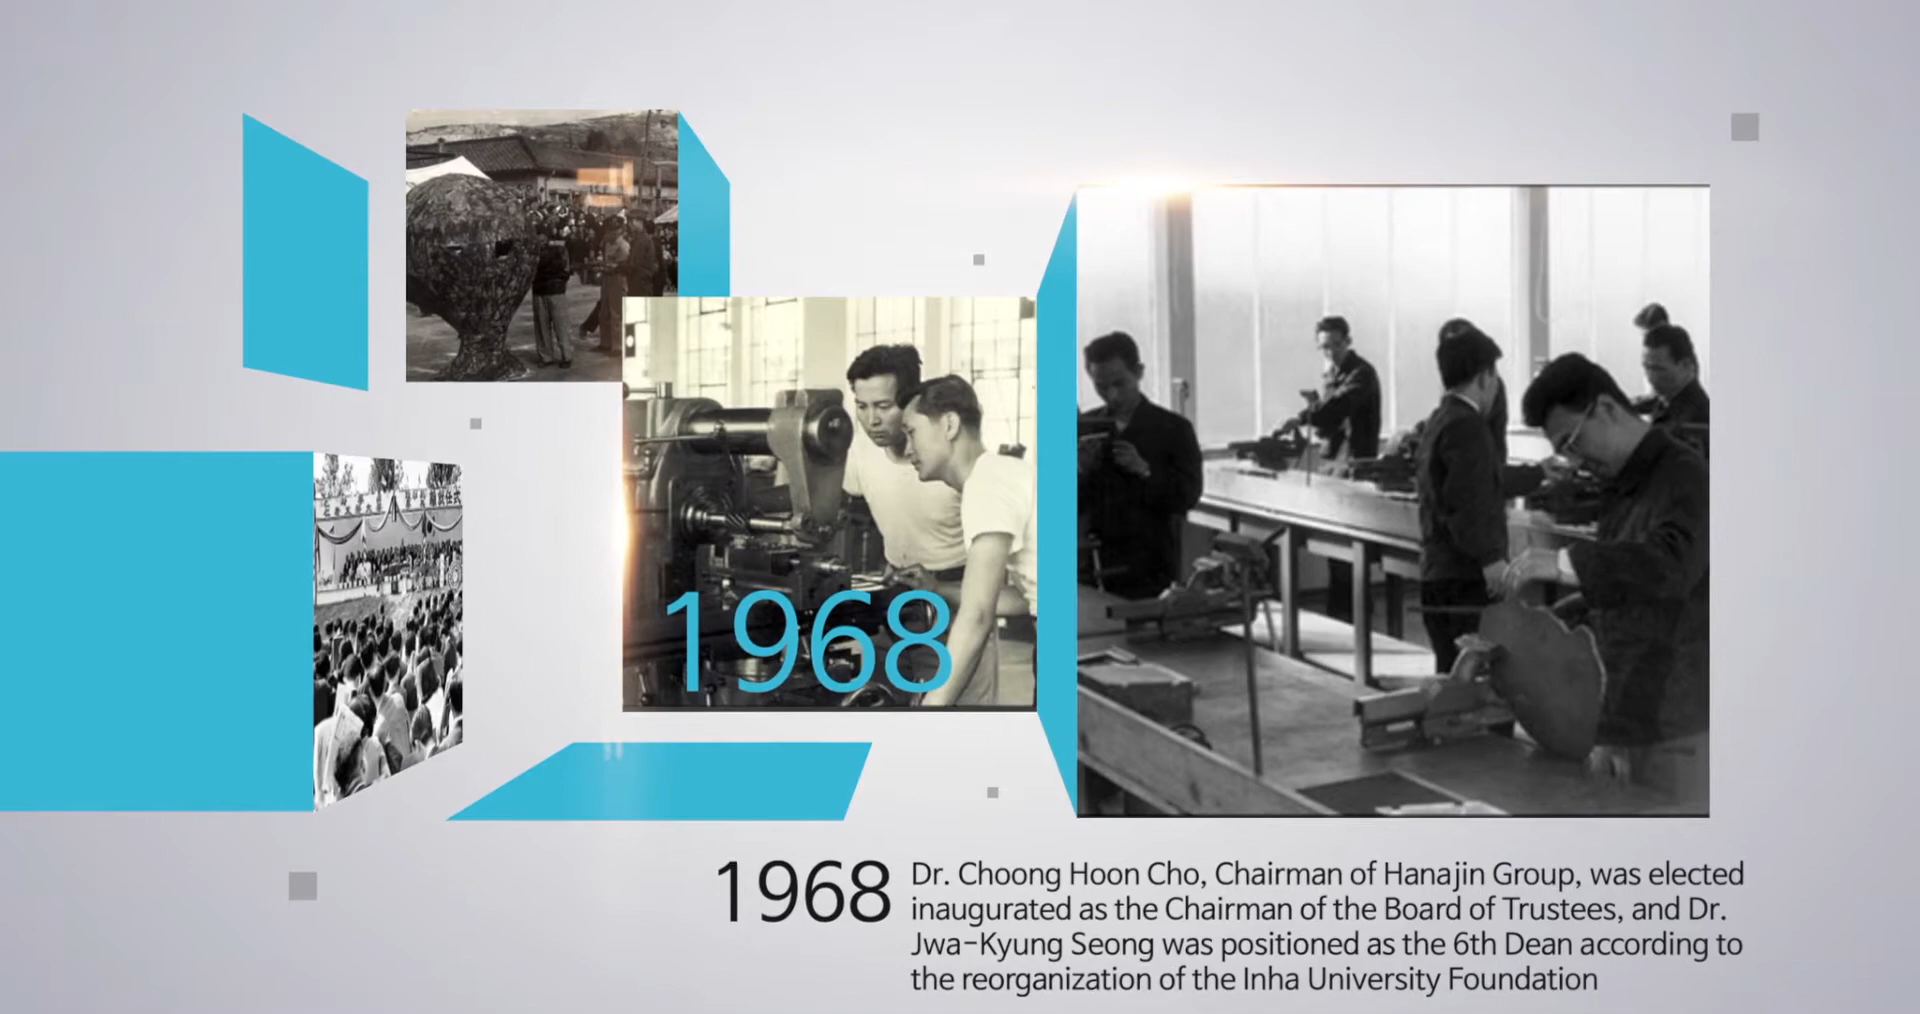 1968
1968
Dr. Choong Hoon Cho, Chairman of Hanajin Group, was elected
inaugurated as the Chairman of the Board of Trustees, and Dr.
Jwa-Kyung Seong was positioned as the 6th Dean according to
the reorganization of the Inha University Foundation